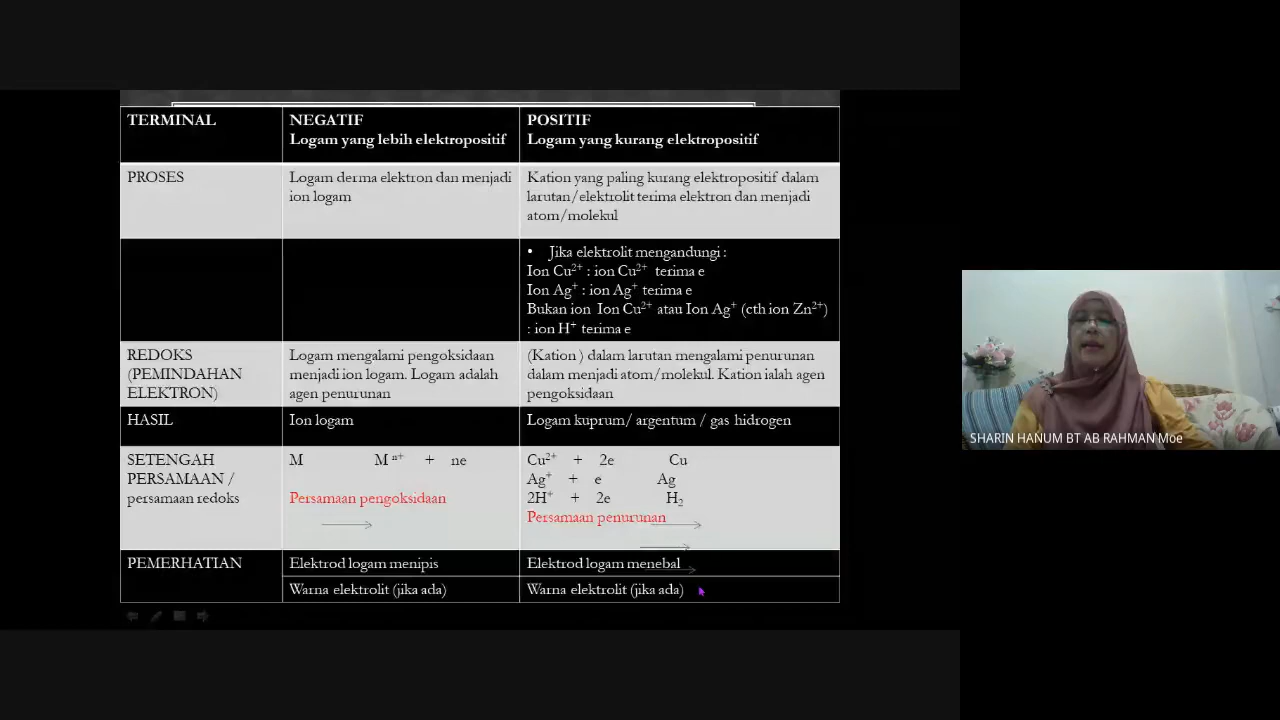 TERMINAL
NEGATIF
Logam yang lebih elektropositif
POSITIF
Logam yang kurang elektropositif
PROSES
Logam derma elektron dan menjadi
ion logam
Kation yang paling kurang elektropositif dalam
larutan/elektrolit terima elektron dan menjadi
atom/molekul
• Jika elektrolit mengandungi :
Ion Cu²⁺ : ion Cu²⁺ terima e
Ion Ag⁺ : ion Ag⁺ terima e
Bukan ion Ion Cu²⁺ atau Ion Ag⁺ (cth ion Zn²⁺)
: ion H⁺ terima e
REDOKS
(PEMINDAHAN
ELEKTRON)
Logam mengalami pengoksidaan
menjadi ion logam. Logam adalah
agen penurunan
(Kation ) dalam larutan mengalami penurunan
dalam menjadi atom/molekul. Kation ialah agen
pengoksidaan
HASIL
Ion logam
Logam kuprum/ argentum / gas hidrogen
SETENGAH
PERSAMAAN /
persamaan redoks
M M ⁿ⁺ + ne
Persamaan pengoksidaan
Cu²⁺ + 2e Cu
Ag⁺ + e Ag
2H⁺ + 2e H₂
Persamaan penurunan
PEMERHATIAN
Elektrod logam menipis
Elektrod logam menebal
Warna elektrolit (jika ada)
Warna elektrolit (jika ada)
SHARIN HANUM BT AB RAHMAN Moe